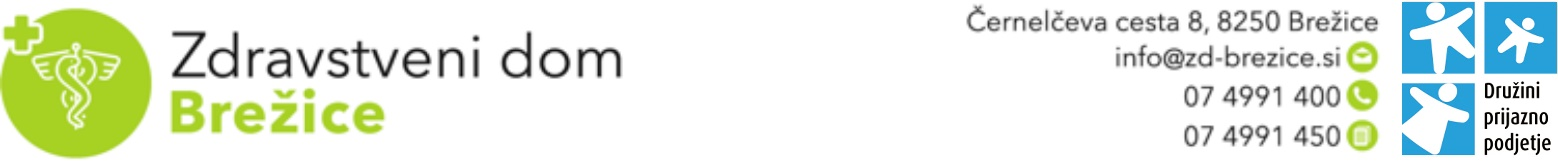 Zdravstveni dom
Brežice
Černelčeva cesta 8, 8250 Brežice
info@zd-brezice.si
07 4991 400
07 4991 450
Družini
prijazno
podjetje